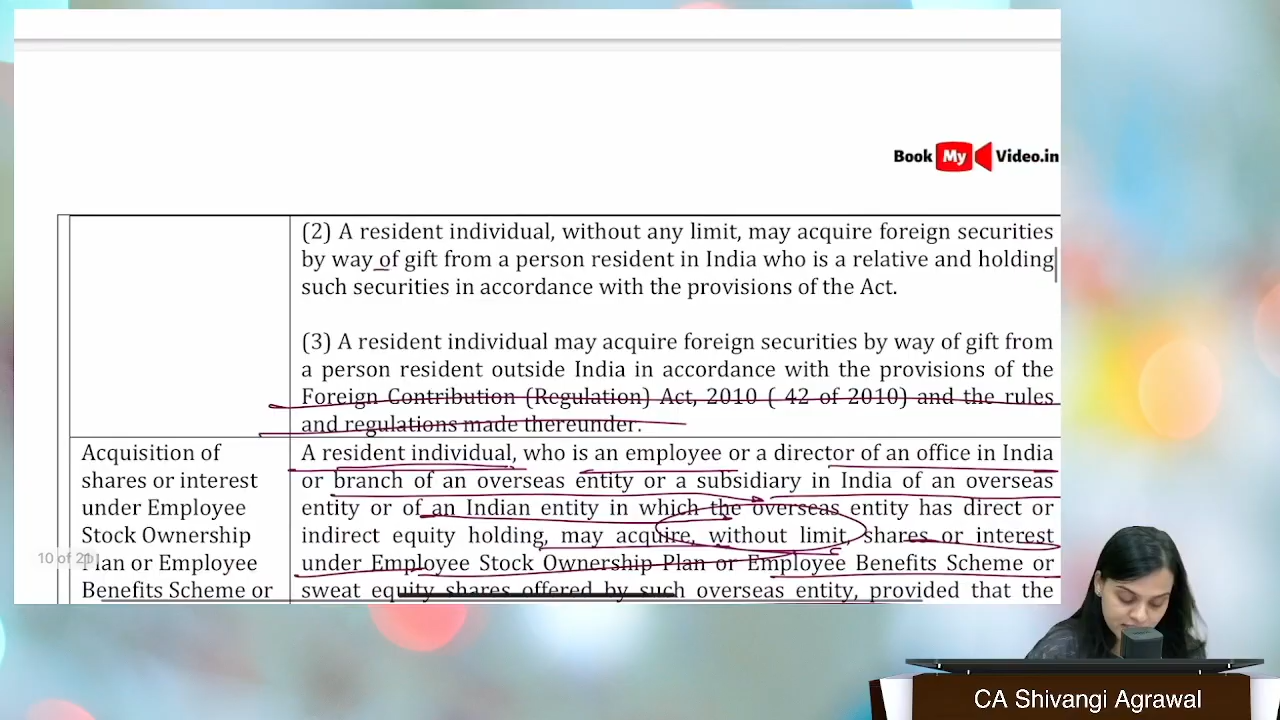 Book My Video.in
(2) A resident individual, without any limit, may acquire foreign securities
by way of gift from a person resident in India who is a relative and holding
such securities in accordance with the provisions of the Act.
(3) A resident individual may acquire foreign securities by way of gift from
a person resident outside India in accordance with the provisions of the
Foreign Contribution (Regulation) Act, 2010 ( 42 of 2010) and the rules
and regulations made thereunder.
Acquisition of
shares or interest
under Employee
Stock Ownership
Plan or Employee
Benefits Scheme or
A resident individual, who is an employee or a director of an office in India
or branch of an overseas entity or a subsidiary in India of an overseas
entity or of an Indian entity in which the overseas entity has direct or
indirect equity holding, may acquire, without limit, shares or interest
under Employee Stock Ownership Plan or Employee Benefits Scheme or
sweat equity shares offered by such overseas entity, provided that the
10 of 20
CA Shivangi Agrawal